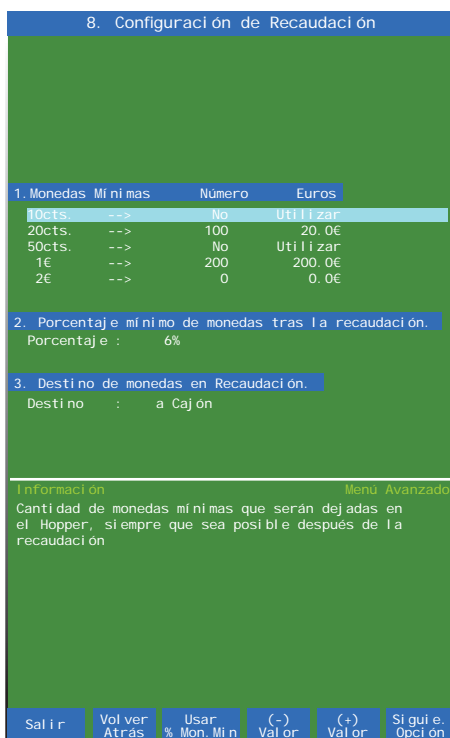 8. Configuración de Recaudación
1.Monedas Mínimas Número Euros
10cts. --> No Utilizar
20cts. --> 100 20.0€
50cts. --> No Utilizar
1€ --> 200 200.0€
2€ --> 0 0.0€
2. Porcentaje mínimo de monedas tras la recaudación.
Porcentaje : 6%
3. Destino de monedas en Recaudación.
Destino : a Cajón
Información Menú Avanzado
Cantidad de monedas mínimas que serán dejadas en
el Hopper, siempre que sea posible después de la
recaudación
Salir Volver Usar (-) (+) Siguie.
Atrás % Mon.Min Valor Valor Opción